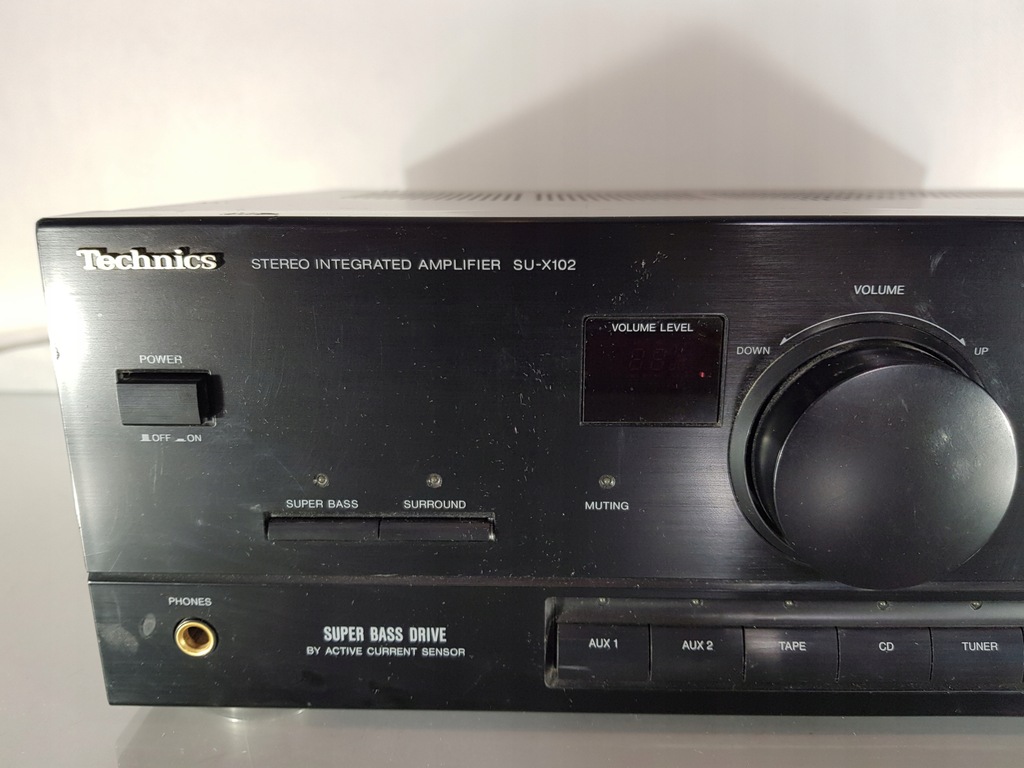 Technics
STEREO INTEGRATED AMPLIFIER SU-X102
VOLUME
VOLUME LEVEL
DOWN
UP
POWER
OFF ON
SUPER BASS
SURROUND
MUTING
PHONES
SUPER BASS DRIVE
BY ACTIVE CURRENT SENSOR
AUX 1
AUX 2
TAPE
CD
TUNER